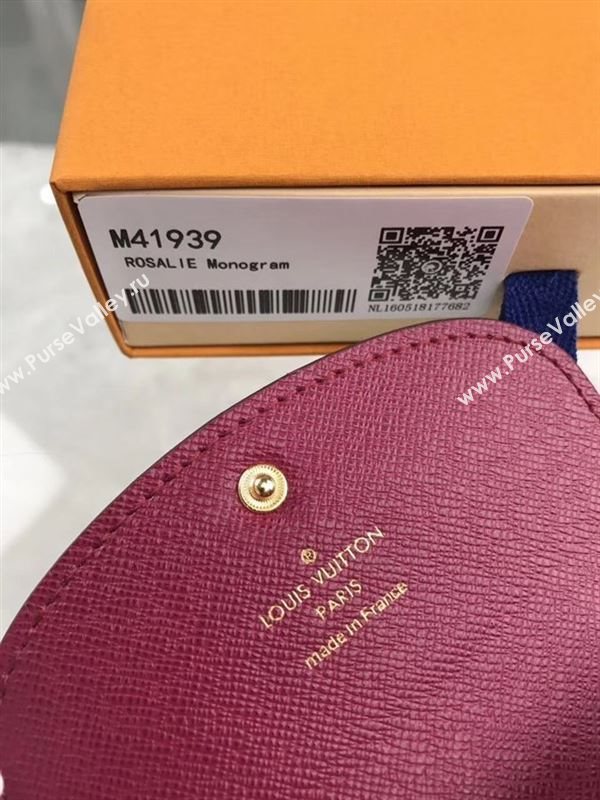 M41939
ROSALIE Monogram
NL160518177682
www.PurseValley.ru
www.PurseValley.ru
®
LOUIS VUITTON
PARIS
made in France